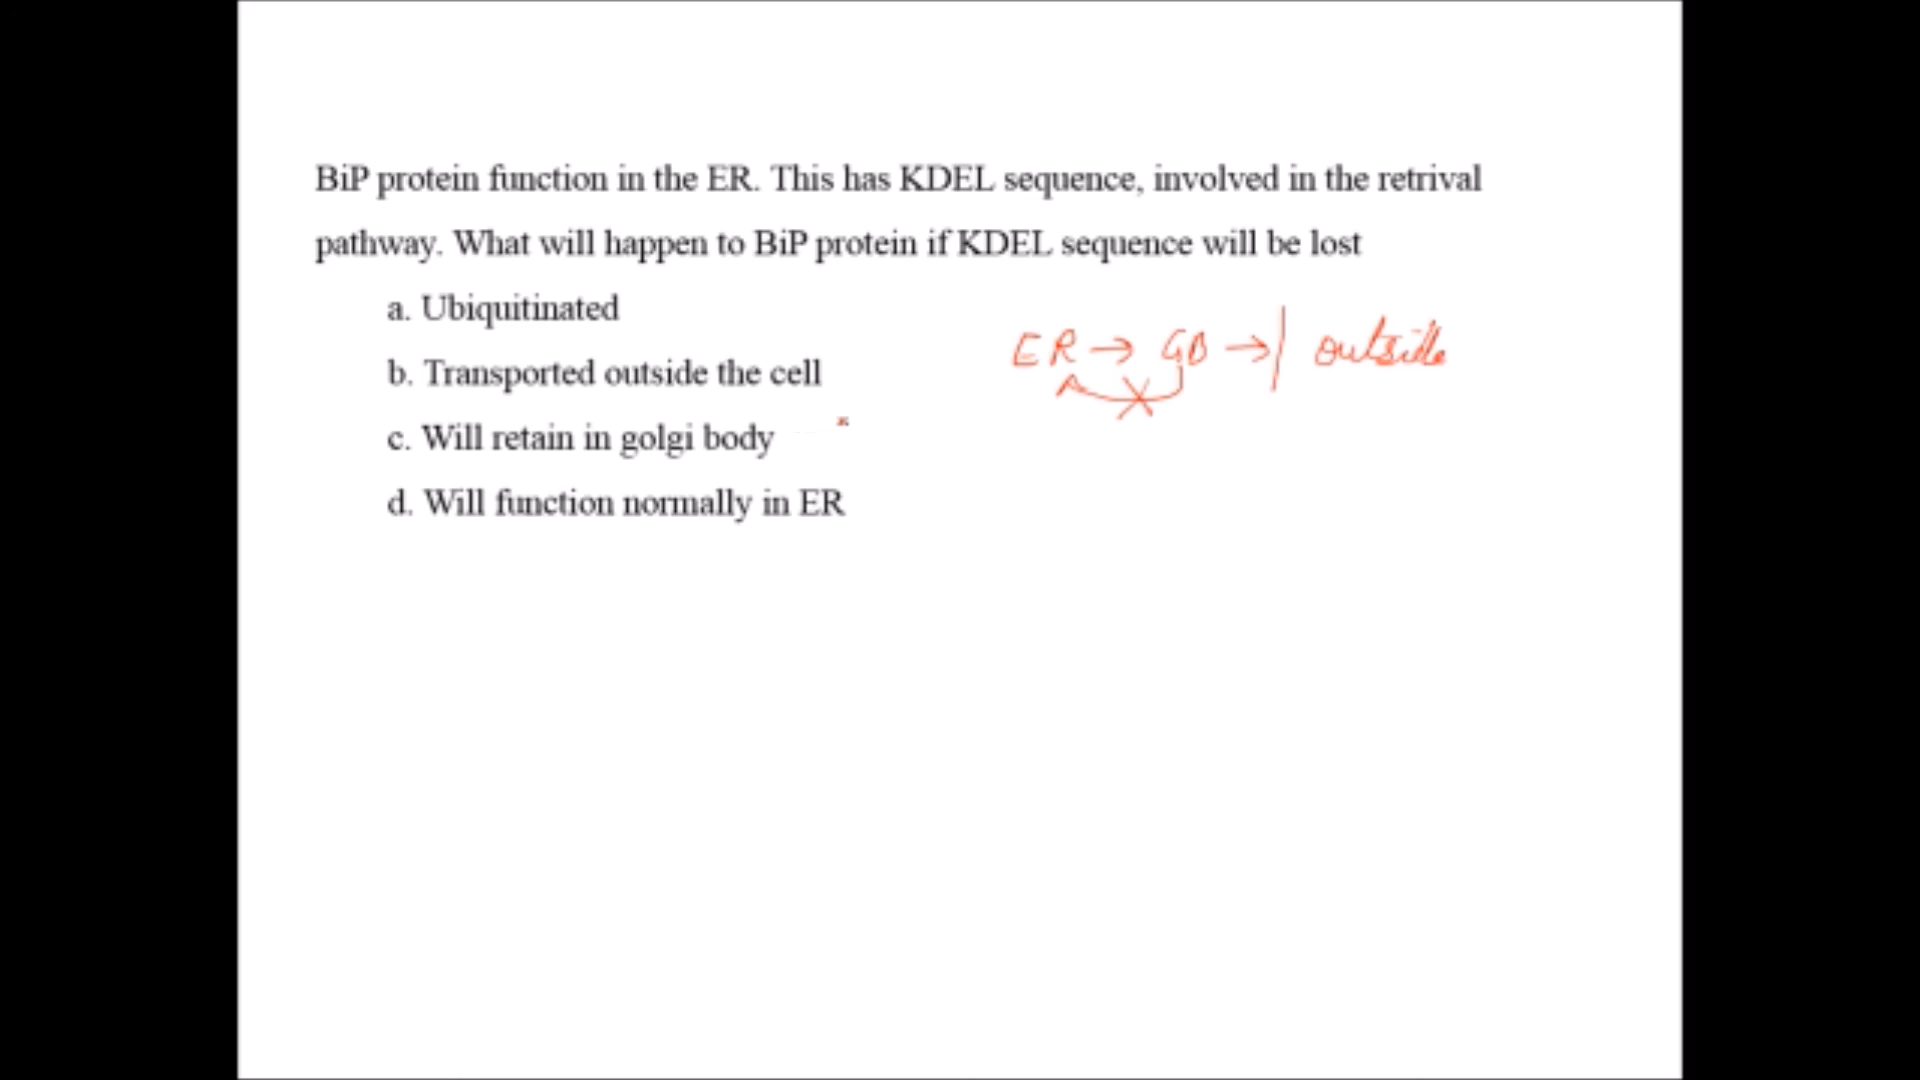 BiP protein function in the ER. This has KDEL sequence, involved in the retrival
pathway. What will happen to BiP protein if KDEL sequence will be lost
a. Ubiquitinated
b. Transported outside the cell
c. Will retain in golgi body
d. Will function normally in ER
ER → GB → | outside